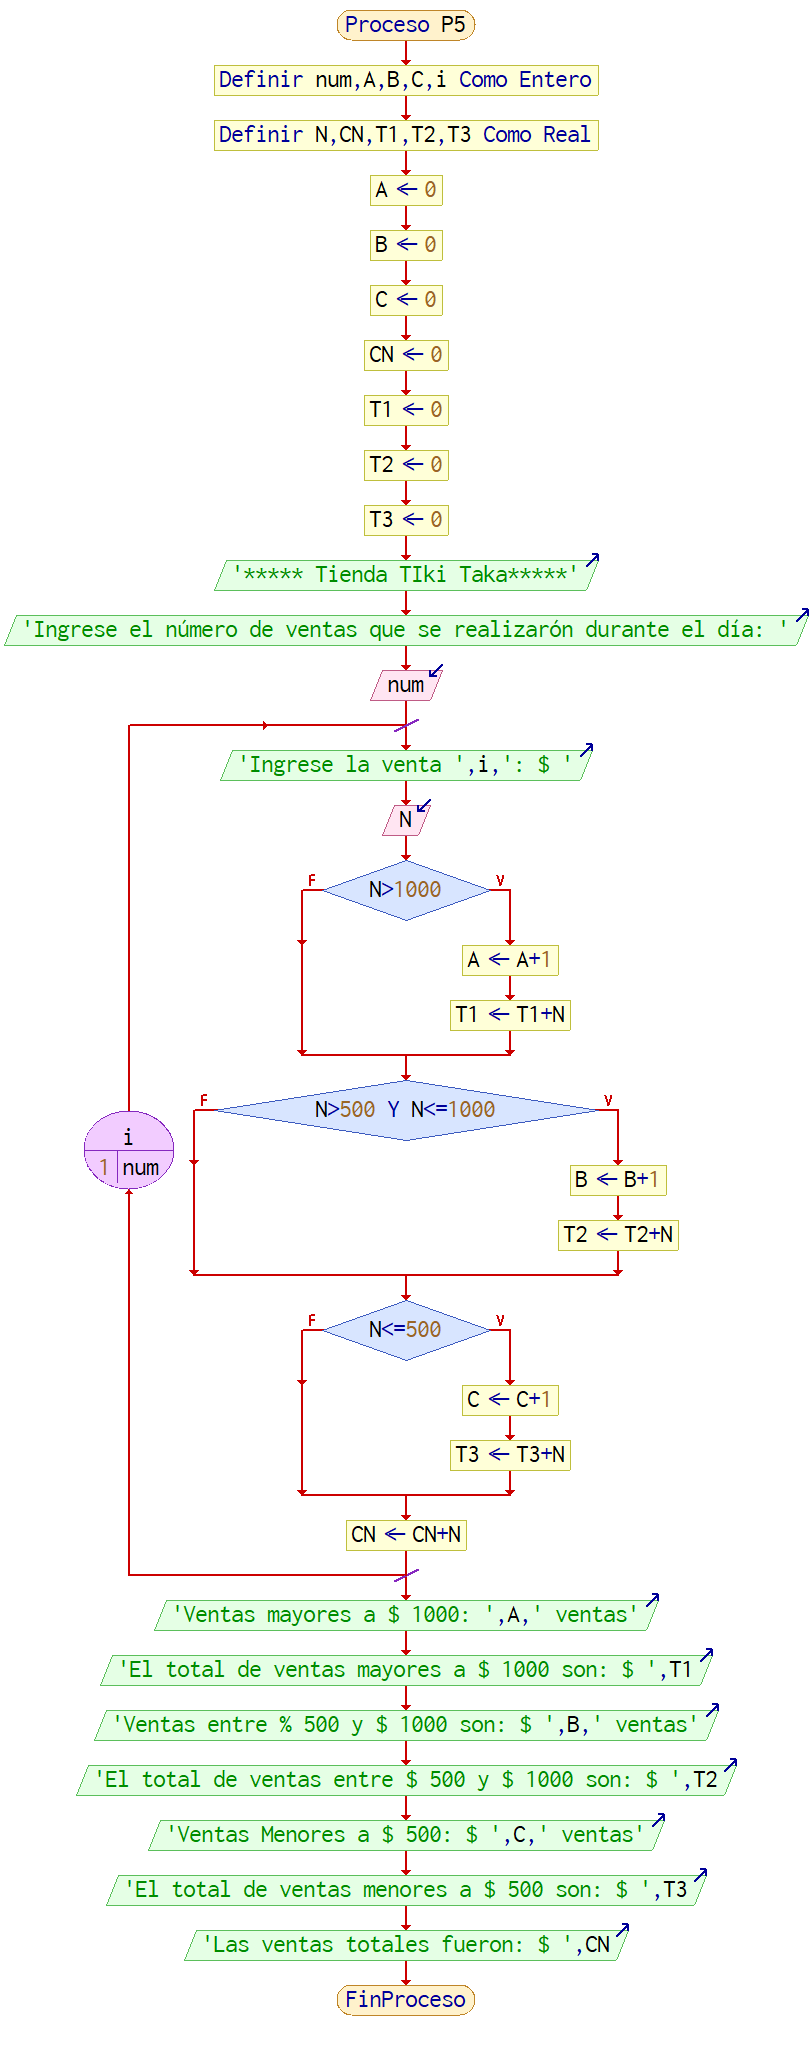 Proceso P5
Definir num,A,B,C,i Como Entero
Definir N,CN,T1,T2,T3 Como Real
A ← 0
B ← 0
C ← 0
CN ← 0
T1 ← 0
T2 ← 0
T3 ← 0
'***** Tienda TIki Taka*****'
'Ingrese el número de ventas que se realizarón durante el día: '
num
'Ingrese la venta ',i,': $ '
N
F
N>1000
V
A ← A+1
T1 ← T1+N
F
N>500 Y N<=1000
V
i
1 num
B ← B+1
T2 ← T2+N
F
N<=500
V
C ← C+1
T3 ← T3+N
CN ← CN+N
'Ventas mayores a $ 1000: ',A,' ventas'
'El total de ventas mayores a $ 1000 son: $ ',T1
'Ventas entre % 500 y $ 1000 son: $ ',B,' ventas'
'El total de ventas entre $ 500 y $ 1000 son: $ ',T2
'Ventas Menores a $ 500: $ ',C,' ventas'
'El total de ventas menores a $ 500 son: $ ',T3
'Las ventas totales fueron: $ ',CN
FinProceso